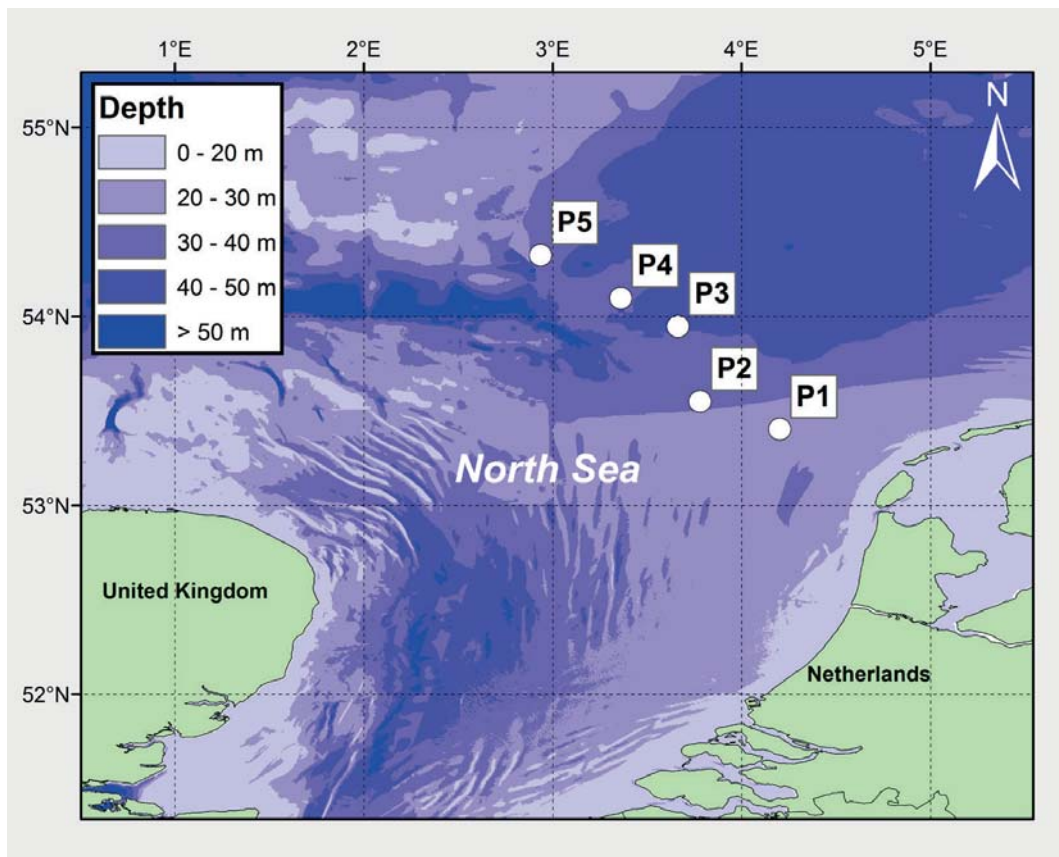 1°E 2°E 3°E 4°E 5°E
Depth
0 - 20 m
20 - 30 m
30 - 40 m
40 - 50 m
> 50 m
N
55°N
54°N
53°N
52°N
P5
P4
P3
P2
P1
North Sea
United Kingdom
Netherlands